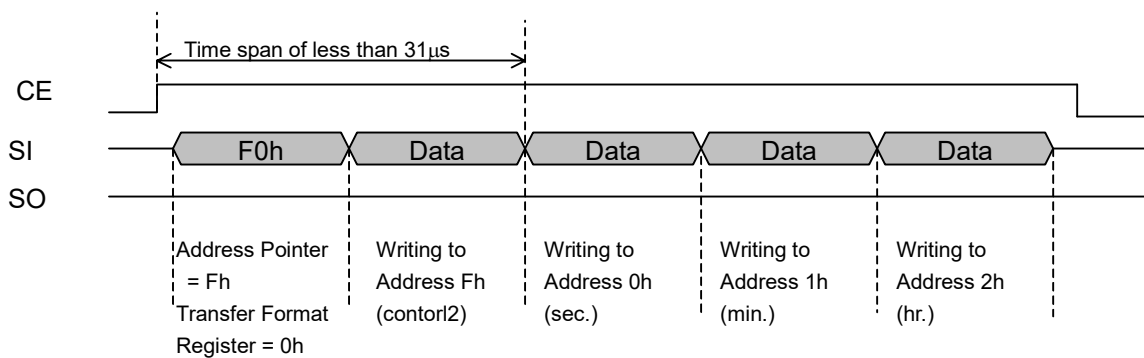 Time span of less than 31μs
CE
SI F0h Data Data Data Data
SO
Address Pointer
= Fh
Transfer Format
Register = 0h
Writing to
Address Fh
(contorl2)
Writing to
Address 0h
(sec.)
Writing to
Address 1h
(min.)
Writing to
Address 2h
(hr.)